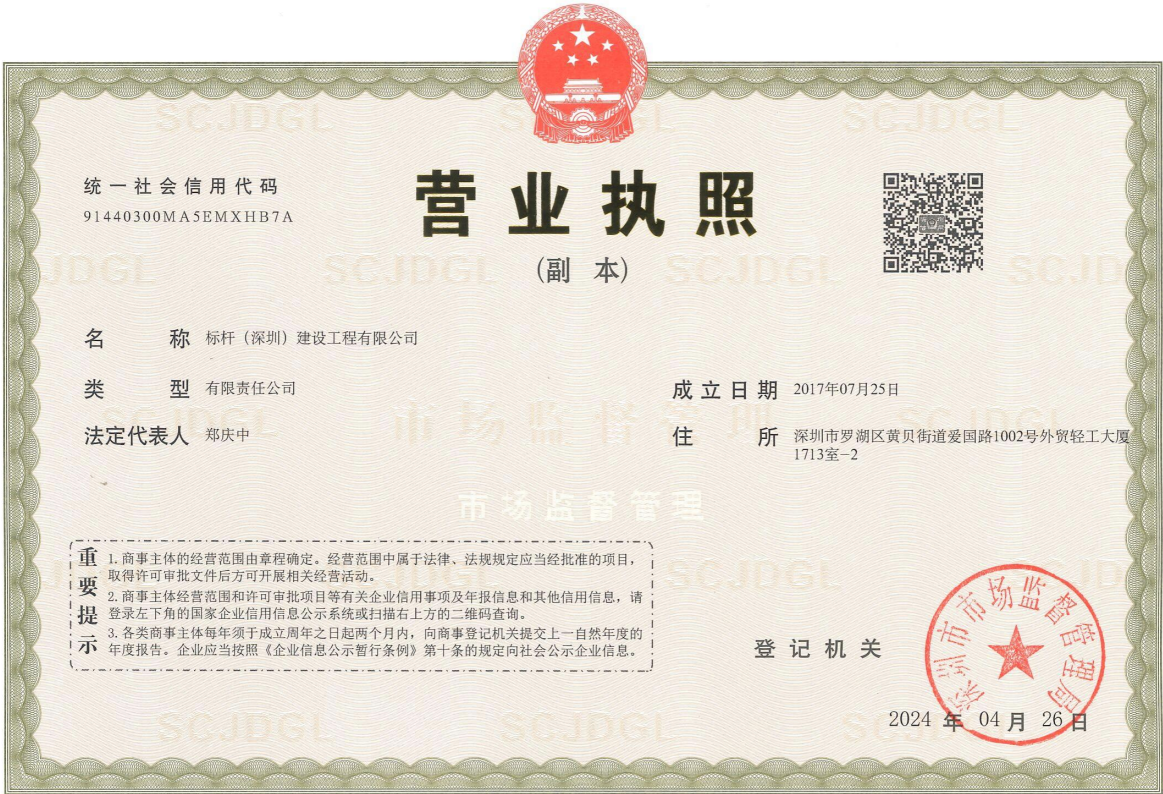 统一社会信用代码
91440300MA5EMXHB7A
营业执照
(副 本)
名 称 标杆（深圳）建设工程有限公司
类 型 有限责任公司
成立日期 2017年07月25日
法定代表人 郑庆中
住 所 深圳市罗湖区黄贝街道爱国路1002号外贸轻工大厦
1713室-2
市场监督管理
市场监督管理
重要提示
1. 商事主体的经营范围由章程确定。经营范围中属于法律、法规规定应当经批准的项目，
取得许可审批文件后方可开展相关经营活动。
2. 商事主体经营范围和许可审批项目等有关企业信用事项及年报信息和其他信用信息，请
登录左下角的国家企业信用信息公示系统或扫描右上方的二维码查询。
3. 各类商事主体每年须于成立周年之日起两个月内，向商事登记机关提交上一自然年度的
年度报告。企业应当按照《企业信息公示暂行条例》第十条的规定向社会公示企业信息。
登记机关
深圳市市场监督管理局
2024 年 04 月 26 日
SCJDGL